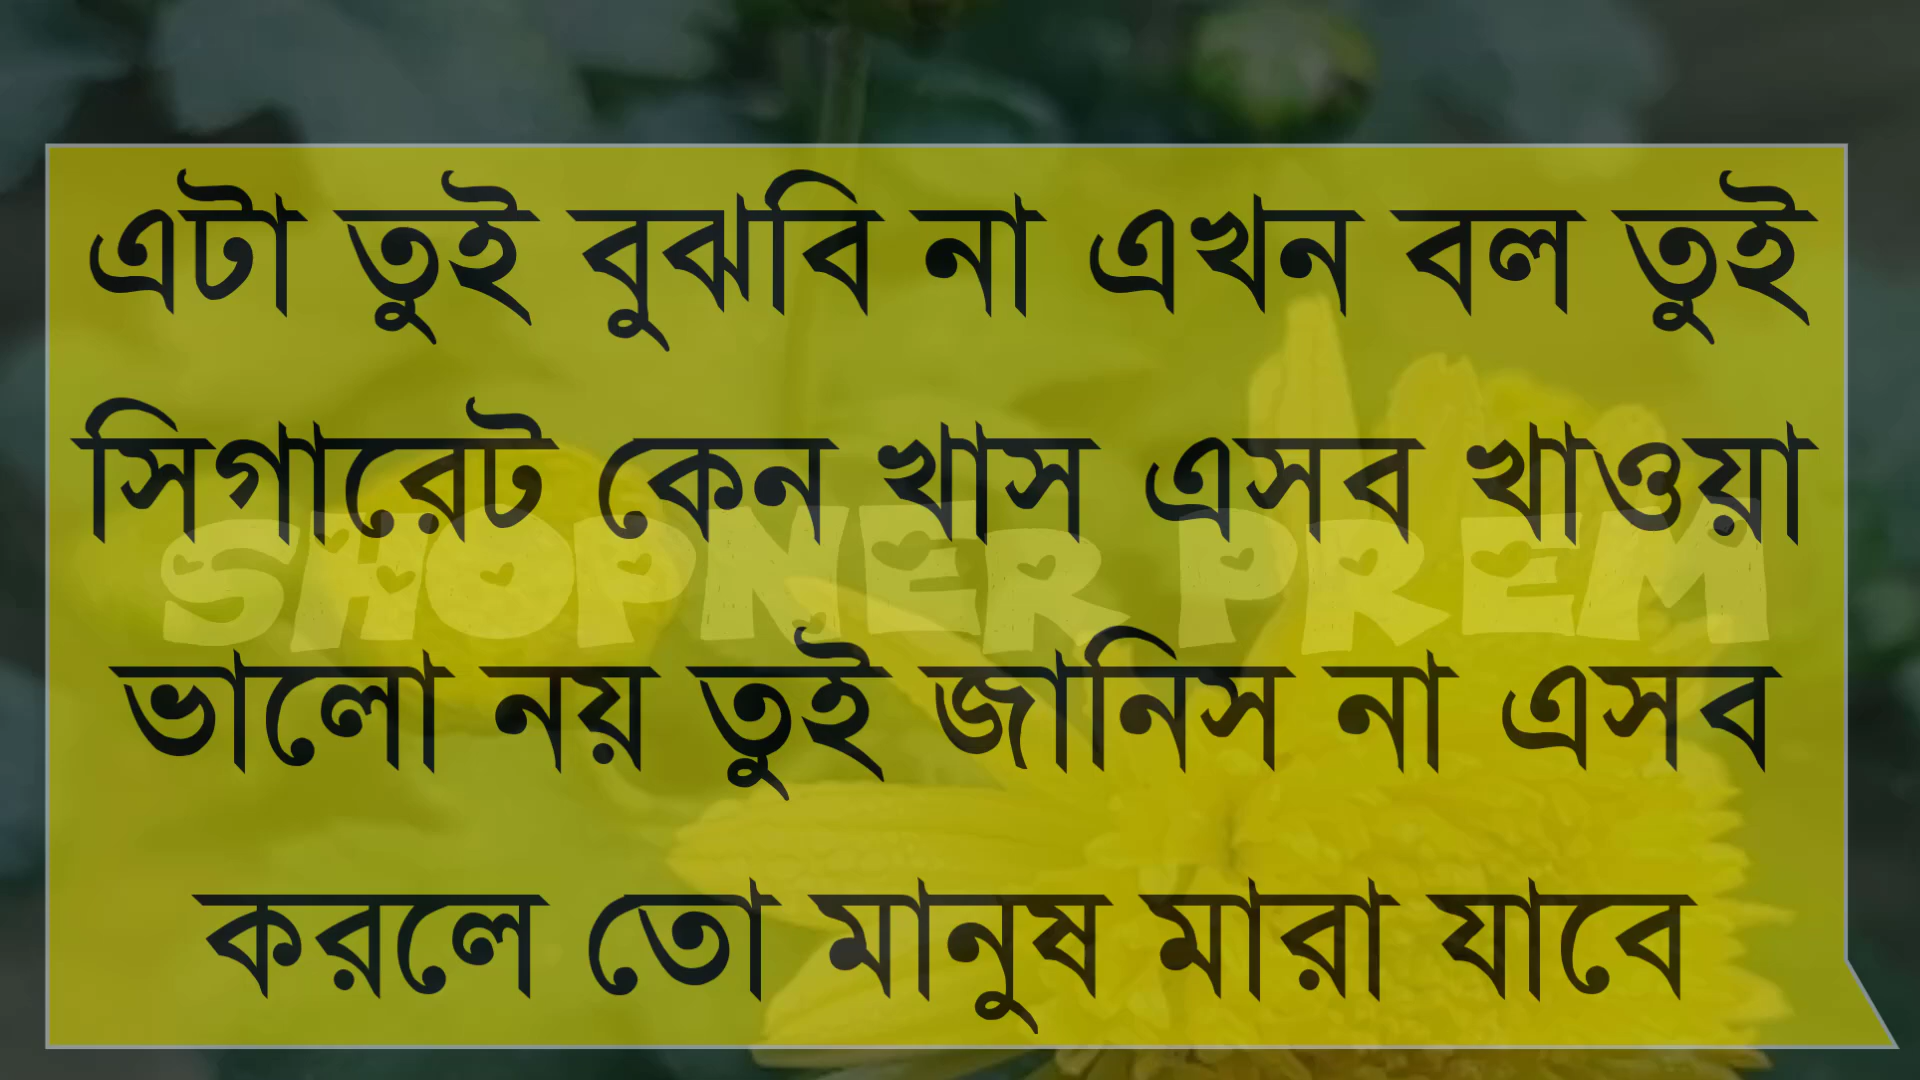 এটা তুই বুঝবি না এখন বল তুই
সিগারেট কেন খাস এসব খাওয়া
SHOPNER PREM
ভালো নয় তুই জানিস না এসব
করলে তো মানুষ মারা যাবে